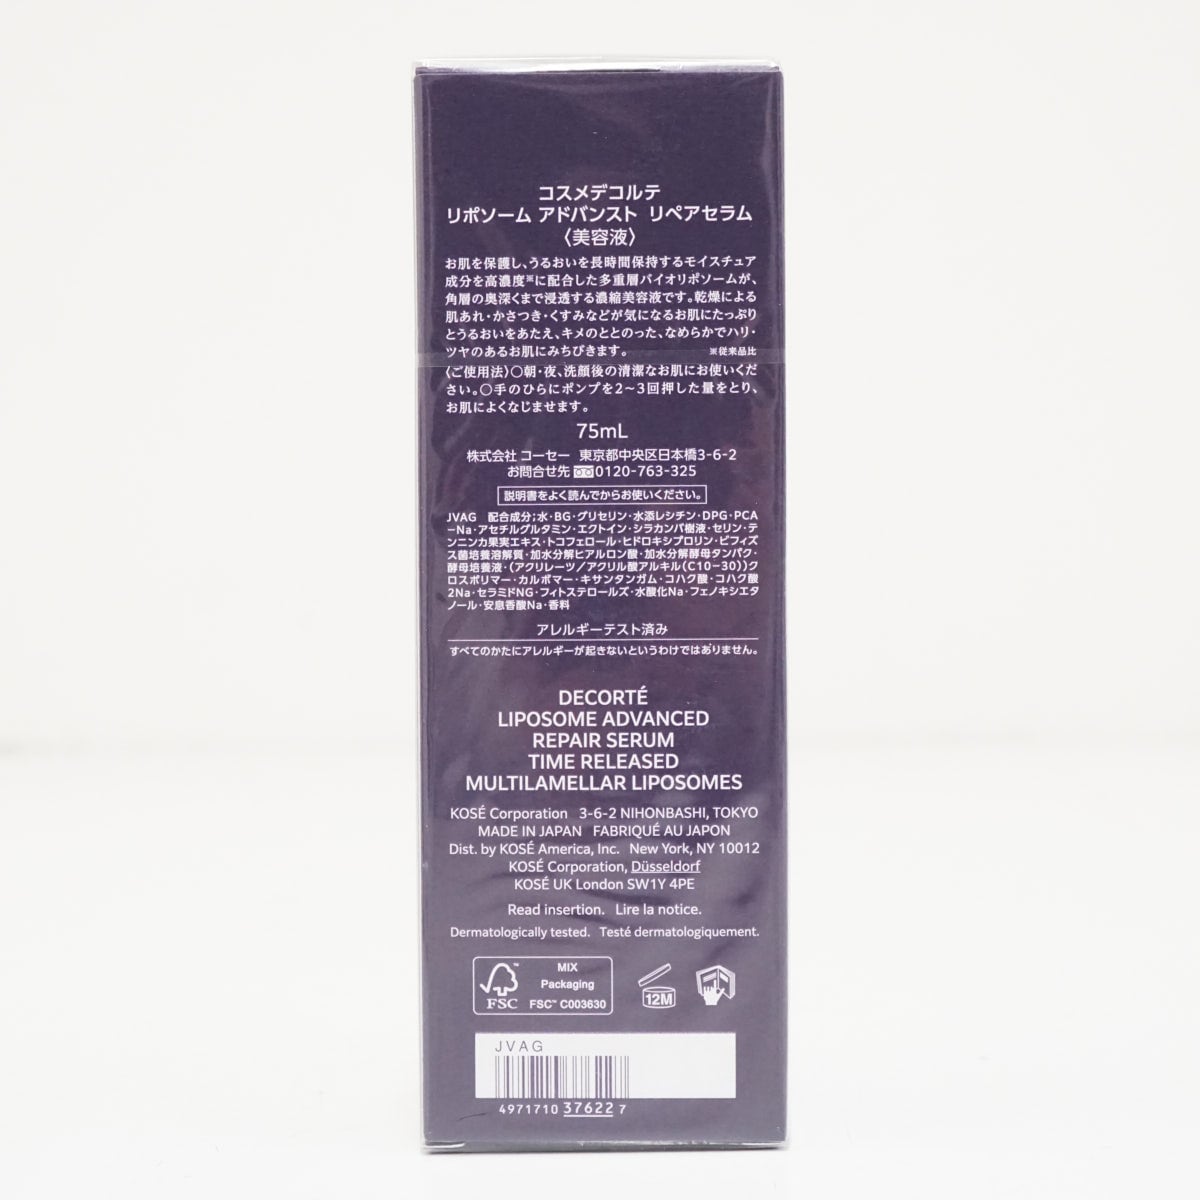 コスメデコルテ
リポソーム アドバンスト リペアセラム
〈美容液〉
お肌を保護し、うるおいを長時間保持するモイスチュア
成分を高濃度※に配合した多重層バイオリポソームが、
角層の奥深くまで浸透する濃縮美容液です。乾燥による
肌あれ・かさつき・くすみなどが気になるお肌にたっぷり
とうるおいをあたえ、キメのととのった、なめらかでハリ・
ツヤのあるお肌にみちびきます。 ※従来品比
〈ご使用法〉○朝・夜、洗顔後の清潔なお肌にお使いくだ
さい。○手のひらにポンプを2〜3回押した量をとり、
お肌によくなじませます。
75mL
株式会社 コーセー 東京都中央区日本橋3-6-2
お問合せ先 0120-763-325
説明書をよく読んでからお使いください。
JVAG 配合成分;水・BG・グリセリン・水添レシチン・DPG・PCA
-Na・アセチルグルタミン・エクトイン・シラカンバ樹液・セリン・テ
ンニンカ果実エキス・トコフェロール・ヒドロキシプロリン・ビフィズ
ス菌培養溶解質・加水分解ヒアルロン酸・加水分解酵母タンパク・
酵母培養液・(アクリレーツ/アクリル酸アルキル(C10-30))ク
ロスポリマー・カルボマー・キサンタンガム・コハク酸・コハク酸
2Na・セラミドNG・フィトステロールズ・水酸化Na・フェノキシエタ
ノール・安息香酸Na・香料
アレルギーテスト済み
すべてのかたにアレルギーが起きないというわけではありません。
DECORTÉ
LIPOSOME ADVANCED
REPAIR SERUM
TIME RELEASED
MULTILAMELLAR LIPOSOMES
KOSÉ Corporation 3-6-2 NIHONBASHI, TOKYO
MADE IN JAPAN FABRIQUÉ AU JAPON
Dist. by KOSÉ America, Inc. New York, NY 10012
KOSÉ Corporation, Düsseldorf
KOSÉ UK London SW1Y 4PE
Read insertion. Lire la notice.
Dermatologically tested. Testé dermatologiquement.
FSC™
MIX
Packaging
FSC™ C003630
12M
JVAG
4971710 37622 7